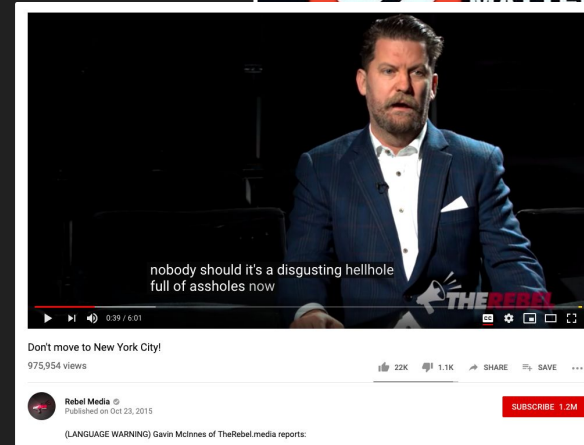 nobody should it's a disgusting hellhole
full of assholes now
THE REBEL
0:39 / 6:01
CC
Don't move to New York City!
975,954 views
22K 1.1K SHARE SAVE
Rebel Media
Published on Oct 23, 2015
SUBSCRIBE 1.2M
(LANGUAGE WARNING) Gavin McInnes of TheRebel.media reports: